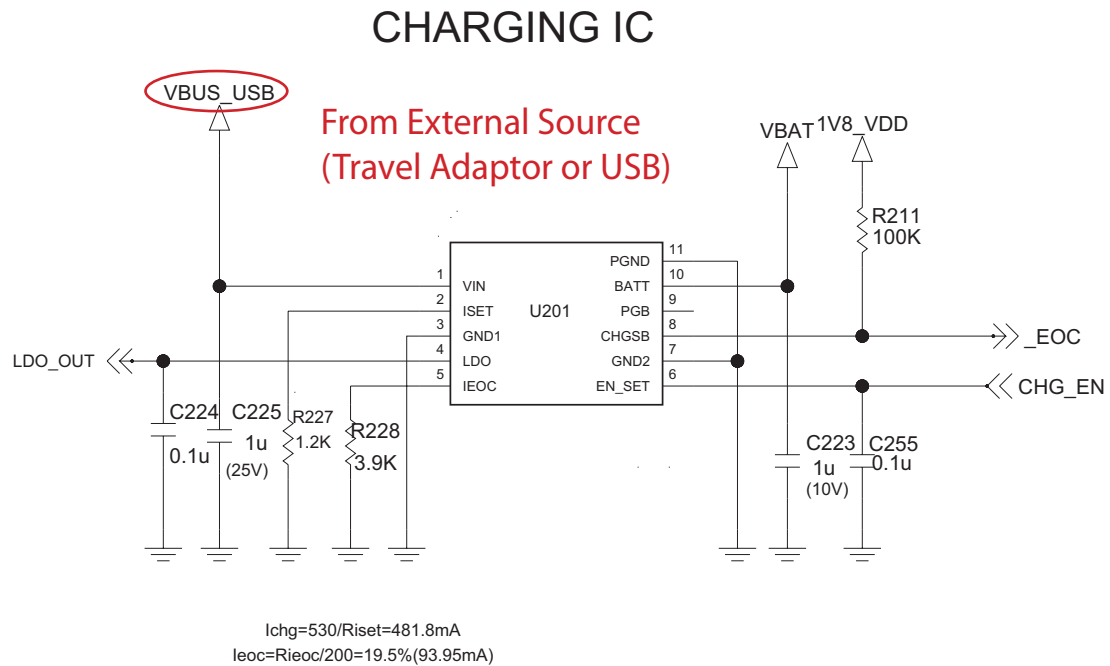 CHARGING IC
VBUS_USB
From External Source
(Travel Adaptor or USB)
VBAT
1V8_VDD
R211
100K
1
2
3
4
5
VIN
ISET
GND1
LDO
IEOC
U201
PGND
BATT
PGB
CHGSB
GND2
EN_SET
11
10
9
8
7
6
LDO_OUT
_EOC
CHG_EN
C224
0.1u
C225
1u
(25V)
R227
1.2K
R228
3.9K
C223
1u
(10V)
C255
0.1u
Ichg=530/Riset=481.8mA
Ieoc=Rieoc/200=19.5%(93.95mA)